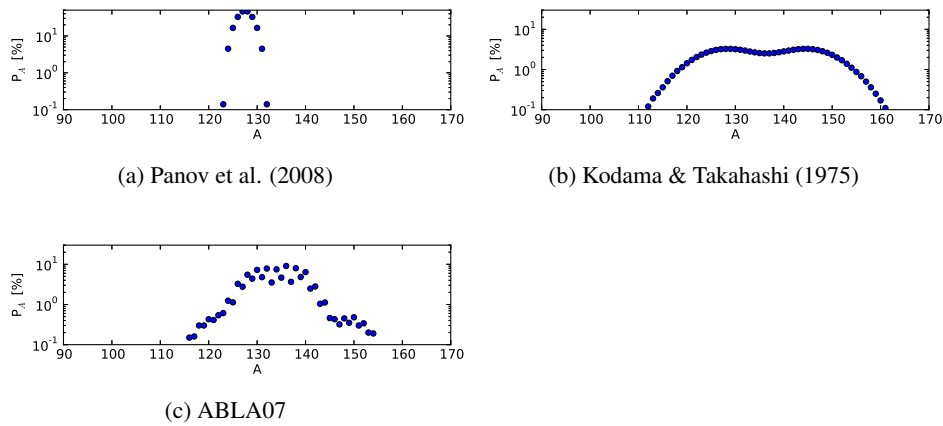 P_A [%]
10^1
10^0
10^-1
90 100 110 120 130 140 150 160 170
A
(a) Panov et al. (2008)
P_A [%]
10^1
10^0
10^-1
90 100 110 120 130 140 150 160 170
A
(b) Kodama & Takahashi (1975)
P_A [%]
10^1
10^0
10^-1
90 100 110 120 130 140 150 160 170
A
(c) ABLA07